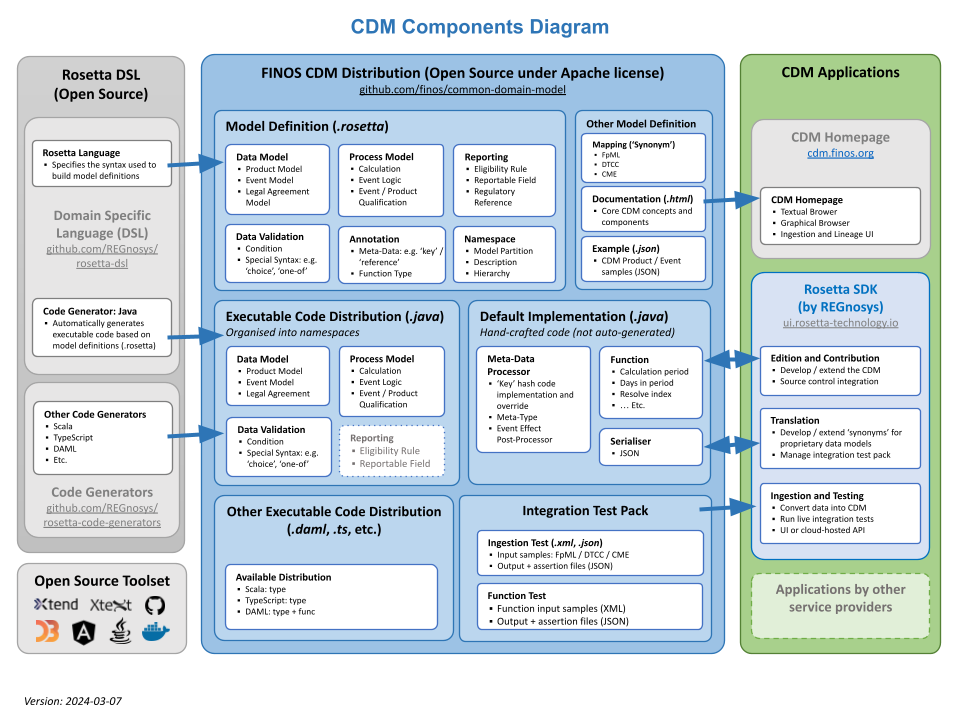 CDM Components Diagram
Rosetta DSL
(Open Source)
Rosetta Language
▪ Specifies the syntax used to
build model definitions
Domain Specific
Language (DSL)
github.com/REGnosys/
rosetta-dsl
Code Generator: Java
▪ Automatically generates
executable code based on
model definitions (.rosetta)
Other Code Generators
▪ Scala
▪ TypeScript
▪ DAML
▪ Etc.
Code Generators
github.com/REGnosys/
rosetta-code-generators
Open Source Toolset
Xtend
Xtext
D3
A
Java
FINOS CDM Distribution (Open Source under Apache license)
github.com/finos/common-domain-model
Model Definition (.rosetta)
Data Model
▪ Product Model
▪ Event Model
▪ Legal Agreement
Model
Process Model
▪ Calculation
▪ Event Logic
▪ Event / Product
Qualification
Reporting
▪ Eligibility Rule
▪ Reportable Field
▪ Regulatory
Reference
Data Validation
▪ Condition
▪ Special Syntax: e.g.
‘choice’, ‘one-of’
Annotation
▪ Meta-Data: e.g. ‘key’ /
‘reference’
▪ Function Type
Namespace
▪ Model Partition
▪ Description
▪ Hierarchy
Other Model Definition
Mapping (‘Synonym’)
▪ FpML
▪ DTCC
▪ CME
Documentation (.html)
▪ Core CDM concepts and
components
Example (.json)
▪ CDM Product / Event
samples (JSON)
Executable Code Distribution (.java)
Organised into namespaces
Data Model
▪ Product Model
▪ Event Model
▪ Legal Agreement
Process Model
▪ Calculation
▪ Event Logic
▪ Event / Product
Qualification
Data Validation
▪ Condition
▪ Special Syntax: e.g.
‘choice’, ‘one-of’
Reporting
▪ Eligibility Rule
▪ Reportable Field
Default Implementation (.java)
Hand-crafted code (not auto-generated)
Meta-Data
Processor
▪ ‘Key’ hash code
implementation and
override
▪ Meta-Type
▪ Event Effect
Post-Processor
Function
▪ Calculation period
▪ Days in period
▪ Resolve index
▪ … Etc.
Serialiser
▪ JSON
Other Executable Code Distribution
(.daml, .ts, etc.)
Available Distribution
▪ Scala: type
▪ TypeScript: type
▪ DAML: type + func
Integration Test Pack
Ingestion Test (.xml, .json)
▪ Input samples: FpML / DTCC / CME
▪ Output + assertion files (JSON)
Function Test
▪ Function input samples (XML)
▪ Output + assertion files (JSON)
CDM Applications
CDM Homepage
cdm.finos.org
CDM Homepage
▪ Textual Brower
▪ Graphical Browser
▪ Ingestion and Lineage UI
Rosetta SDK
(by REGnosys)
ui.rosetta-technology.io
Edition and Contribution
▪ Develop / extend the CDM
▪ Source control integration
Translation
▪ Develop / extend ‘synonyms’ for
proprietary data models
▪ Manage integration test pack
Ingestion and Testing
▪ Convert data into CDM
▪ Run live integration tests
▪ UI or cloud-hosted API
Applications by other
service providers
Version: 2024-03-07